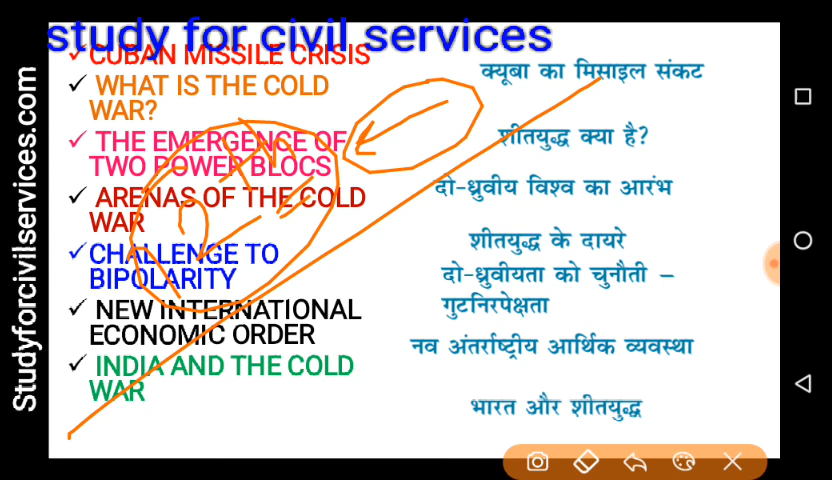 study for civil services
✓ CUBAN MISSILE CRISIS
✓ WHAT IS THE COLD
WAR?
✓ THE EMERGENCE OF
TWO POWER BLOCS
✓ ARENAS OF THE COLD
WAR
✓ CHALLENGE TO
BIPOLARITY
✓ NEW INTERNATIONAL
ECONOMIC ORDER
✓ INDIA AND THE COLD
WAR
क्यूबा का मिसाइल संकट
शीतयुद्ध क्या है?
दो-ध्रुवीय विश्व का आरंभ
शीतयुद्ध के दायरे
दो-ध्रुवीयता को चुनौती –
गुटनिरपेक्षता
नव अंतर्राष्ट्रीय आर्थिक व्यवस्था
भारत और शीतयुद्ध
Studyforcivilservices.com